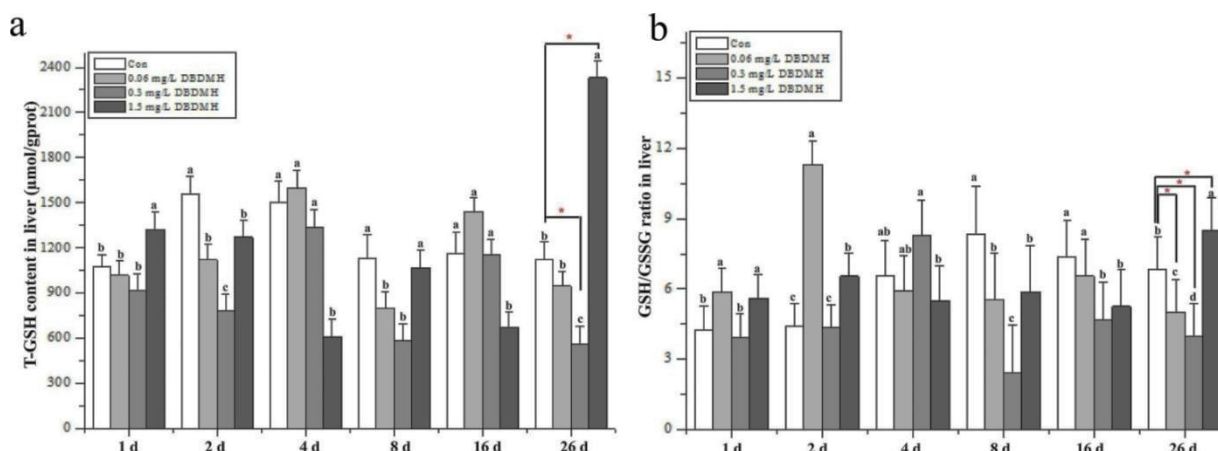 a
Con
0.06 mg/L DBDMH
0.3 mg/L DBDMH
1.5 mg/L DBDMH
T-GSH content in liver (μmol/gprot)
2400
2100
1800
1500
1200
900
600
300
0
b b b a
a b c b
a a a b
a b b a
a a a b
b b c a
* *
1 d 2 d 4 d 8 d 16 d 26 d
b
Con
0.06 mg/L DBDMH
0.3 mg/L DBDMH
1.5 mg/L DBDMH
GSH/GSSG ratio in liver
15
12
9
6
3
0
b a b a
c a c b
ab ab a b
a b c b
a a b b
b c d a
* * *
1 d 2 d 4 d 8 d 16 d 26 d